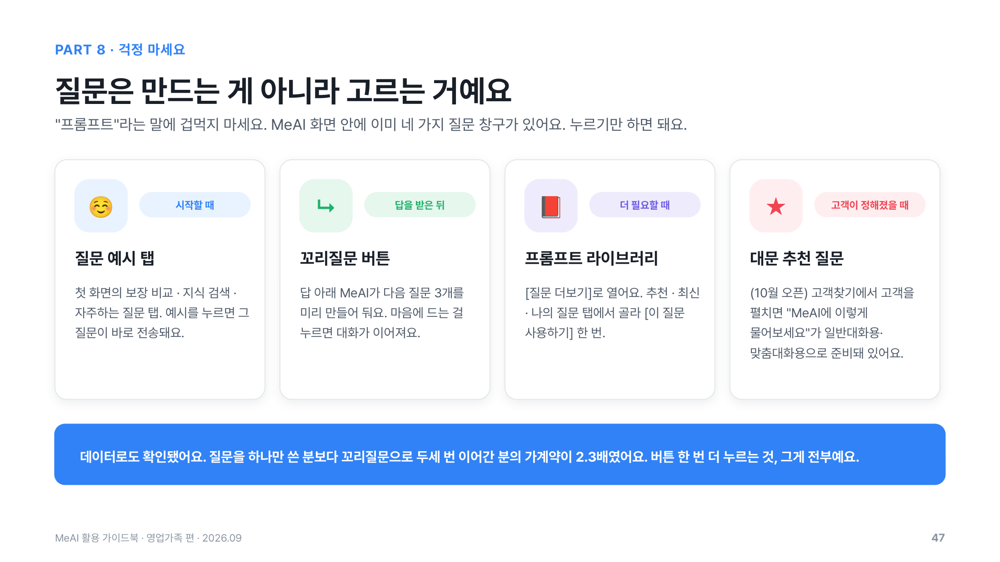 PART 8 · 걱정 마세요
질문은 만드는 게 아니라 고르는 거예요
"프롬프트"라는 말에 겁먹지 마세요. MeAI 화면 안에 이미 네 가지 질문 창구가 있어요. 누르기만 하면 돼요.
시작할 때
질문 예시 탭
첫 화면의 보장 비교 · 지식 검색 ·
자주하는 질문 탭. 예시를 누르면 그
질문이 바로 전송돼요.
답을 받은 뒤
꼬리질문 버튼
답 아래 MeAI가 다음 질문 3개를
미리 만들어 둬요. 마음에 드는 걸
누르면 대화가 이어져요.
더 필요할 때
프롬프트 라이브러리
[질문 더보기]로 열어요. 추천 · 최신
· 나의 질문 탭에서 골라 [이 질문
사용하기] 한 번.
고객이 정해졌을 때
대문 추천 질문
(10월 오픈) 고객찾기에서 고객을
펼치면 "MeAI에 이렇게
물어보세요"가 일반대화용·
맞춤대화용으로 준비돼 있어요.
데이터로도 확인됐어요. 질문을 하나만 쓴 분보다 꼬리질문으로 두세 번 이어간 분의 가계약이 2.3배였어요. 버튼 한 번 더 누르는 것, 그게 전부예요.
MeAI 활용 가이드북 · 영업가족 편 · 2026.09
47